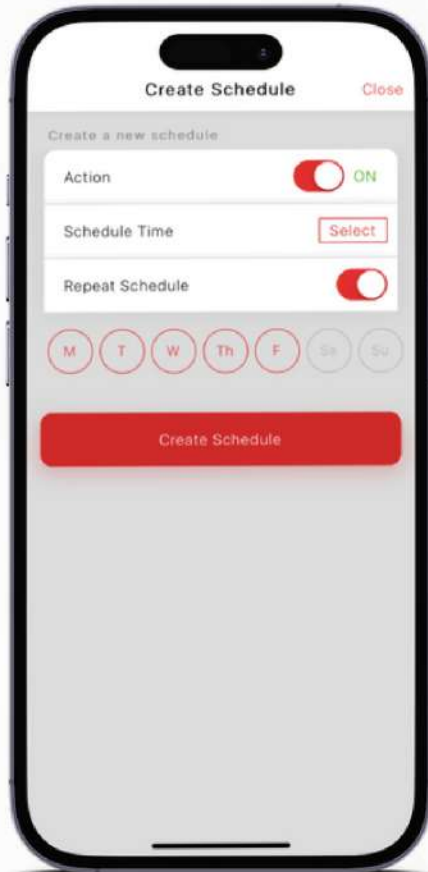 Create Schedule Close
Create a new schedule
Action ON
Schedule Time Select
Repeat Schedule
M T W Th F Sa Su
Create Schedule